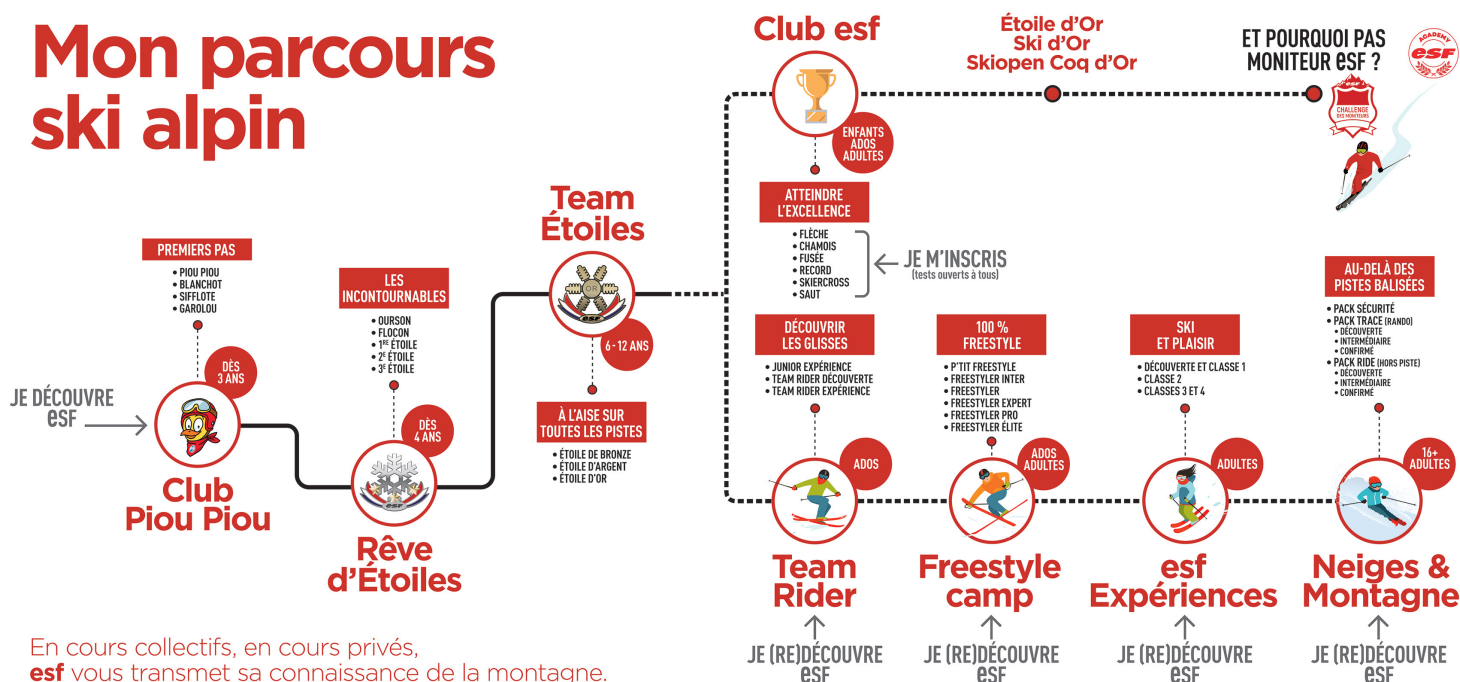 Mon parcours
ski alpin
JE DÉCOUVRE
esf
PREMIERS PAS
• PIOU PIOU
• BLANCHOT
• SIFFLOTE
• GAROLOU
DÈS
3 ANS
Club
Piou Piou
LES
INCONTOURNABLES
• OURSON
• FLOCON
• 1RE ÉTOILE
• 2E ÉTOILE
• 3E ÉTOILE
DÈS
4 ANS
esf
Rêve
d'Étoiles
Team
Étoiles
OR
esf
6 - 12 ANS
À L'AISE SUR
TOUTES LES PISTES
• ÉTOILE DE BRONZE
• ÉTOILE D'ARGENT
• ÉTOILE D'OR
Club esf
ENFANTS
ADOS
ADULTES
ATTEINDRE
L'EXCELLENCE
• FLÈCHE
• CHAMOIS
• FUSÉE
• RECORD
• SKIERCROSS
• SAUT
JE M'INSCRIS
(tests ouverts à tous)
Étoile d'Or
Ski d'Or
Skiopen Coq d'Or
ET POURQUOI PAS
MONITEUR esf ?
ACADEMY
esf
esf
CHALLENGE
DES MONITEURS
DÉCOUVRIR
LES GLISSES
• JUNIOR EXPÉRIENCE
• TEAM RIDER DÉCOUVERTE
• TEAM RIDER EXPÉRIENCE
ADOS
Team
Rider
JE (RE)DÉCOUVRE
esf
100 %
FREESTYLE
• P'TIT FREESTYLE
• FREESTYLER INTER
• FREESTYLER
• FREESTYLER EXPERT
• FREESTYLER PRO
• FREESTYLER ÉLITE
ADOS
ADULTES
Freestyle
camp
JE (RE)DÉCOUVRE
esf
SKI
ET PLAISIR
• DÉCOUVERTE ET CLASSE 1
• CLASSE 2
• CLASSES 3 ET 4
ADULTES
esf
Expériences
JE (RE)DÉCOUVRE
esf
AU-DELÀ DES
PISTES BALISÉES
• PACK SÉCURITÉ
• PACK TRACE (RANDO)
• DÉCOUVERTE
• INTERMÉDIAIRE
• CONFIRMÉ
• PACK RIDE (HORS PISTE)
• DÉCOUVERTE
• INTERMÉDIAIRE
• CONFIRMÉ
16+
ADULTES
Neiges &
Montagne
JE (RE)DÉCOUVRE
esf
En cours collectifs, en cours privés,
esf vous transmet sa connaissance de la montagne.